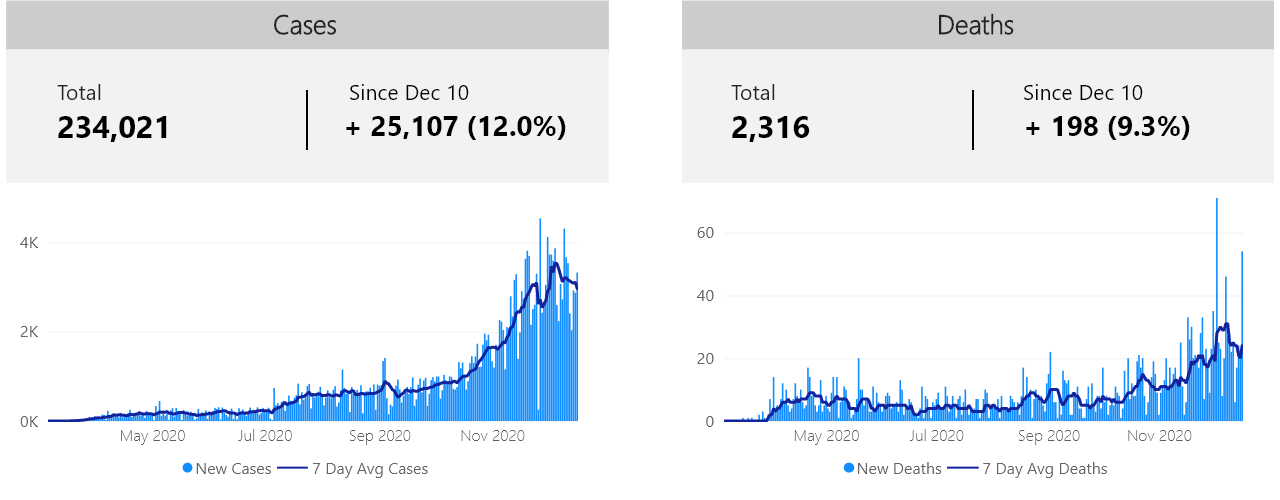 Cases
Total
234,021
Since Dec 10
+ 25,107 (12.0%)
4K
2K
0K
May 2020 Jul 2020 Sep 2020 Nov 2020
New Cases 7 Day Avg Cases
Deaths
Total
2,316
Since Dec 10
+ 198 (9.3%)
60
40
20
0
May 2020 Jul 2020 Sep 2020 Nov 2020
New Deaths 7 Day Avg Deaths